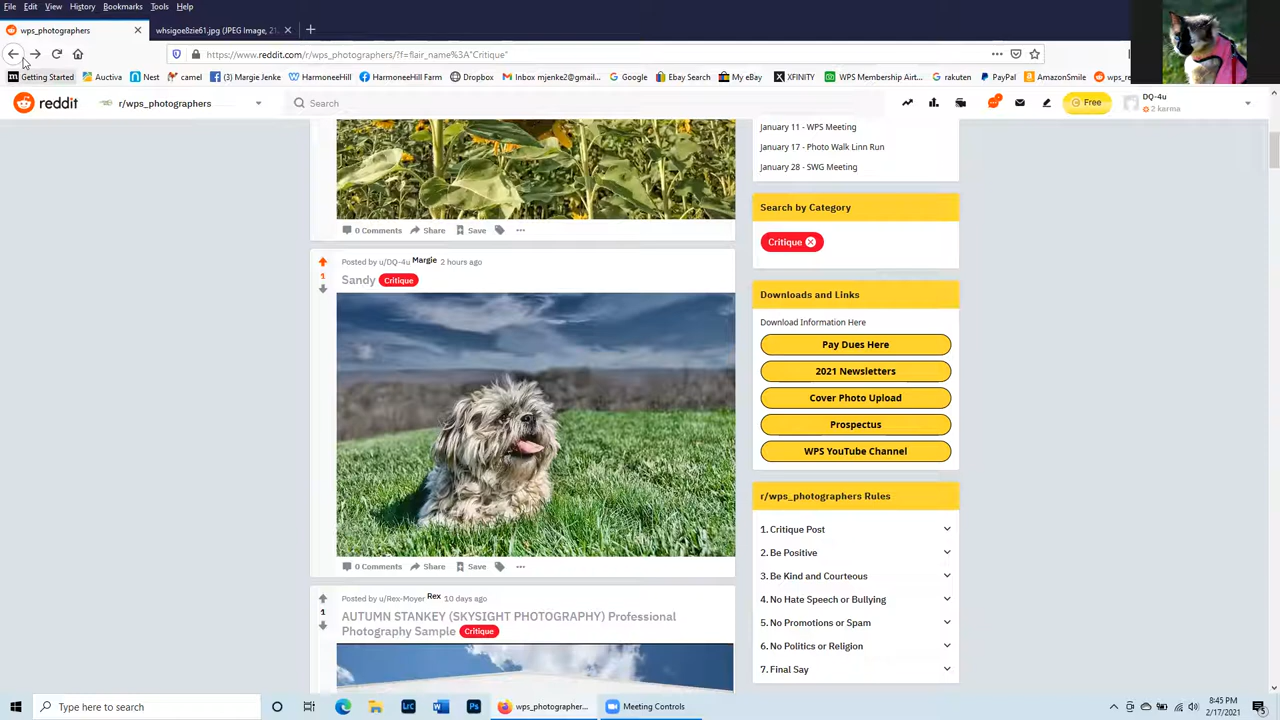 File Edit View History Bookmarks Tools Help
wps_photographers
whsigoe8zie61.jpg (JPEG Image, 21
https://www.reddit.com/r/wps_photographers/?f=flair_name%3A"Critique"
Getting Started Auctiva Nest camel (3) Margie Jenke HarmoneeHill HarmoneeHill Farm Dropbox Inbox mjenke2@gmail... Google Ebay Search My eBay XFINITY WPS Membership Airt... rakuten PayPal AmazonSmile
reddit r/wps_photographers Search Free DQ-4u
2 karma
January 11 - WPS Meeting
January 17 - Photo Walk Linn Run
January 28 - SWG Meeting
0 Comments Share Save
Search by Category
Critique
Posted by u/DQ-4u Margie 2 hours ago
Sandy Critique
Downloads and Links
Download Information Here
Pay Dues Here
2021 Newsletters
Cover Photo Upload
Prospectus
WPS YouTube Channel
1
0 Comments Share Save
r/wps_photographers Rules
1. Critique Post
2. Be Positive
3. Be Kind and Courteous
4. No Hate Speech or Bullying
5. No Promotions or Spam
6. No Politics or Religion
7. Final Say
Posted by u/Rex-Moyer Rex 10 days ago
1
AUTUMN STANKEY (SKYSIGHT PHOTOGRAPHY) Professional
Photography Sample Critique
Type here to search
wps_photographers...
Meeting Controls
8:45 PM
2/17/2021